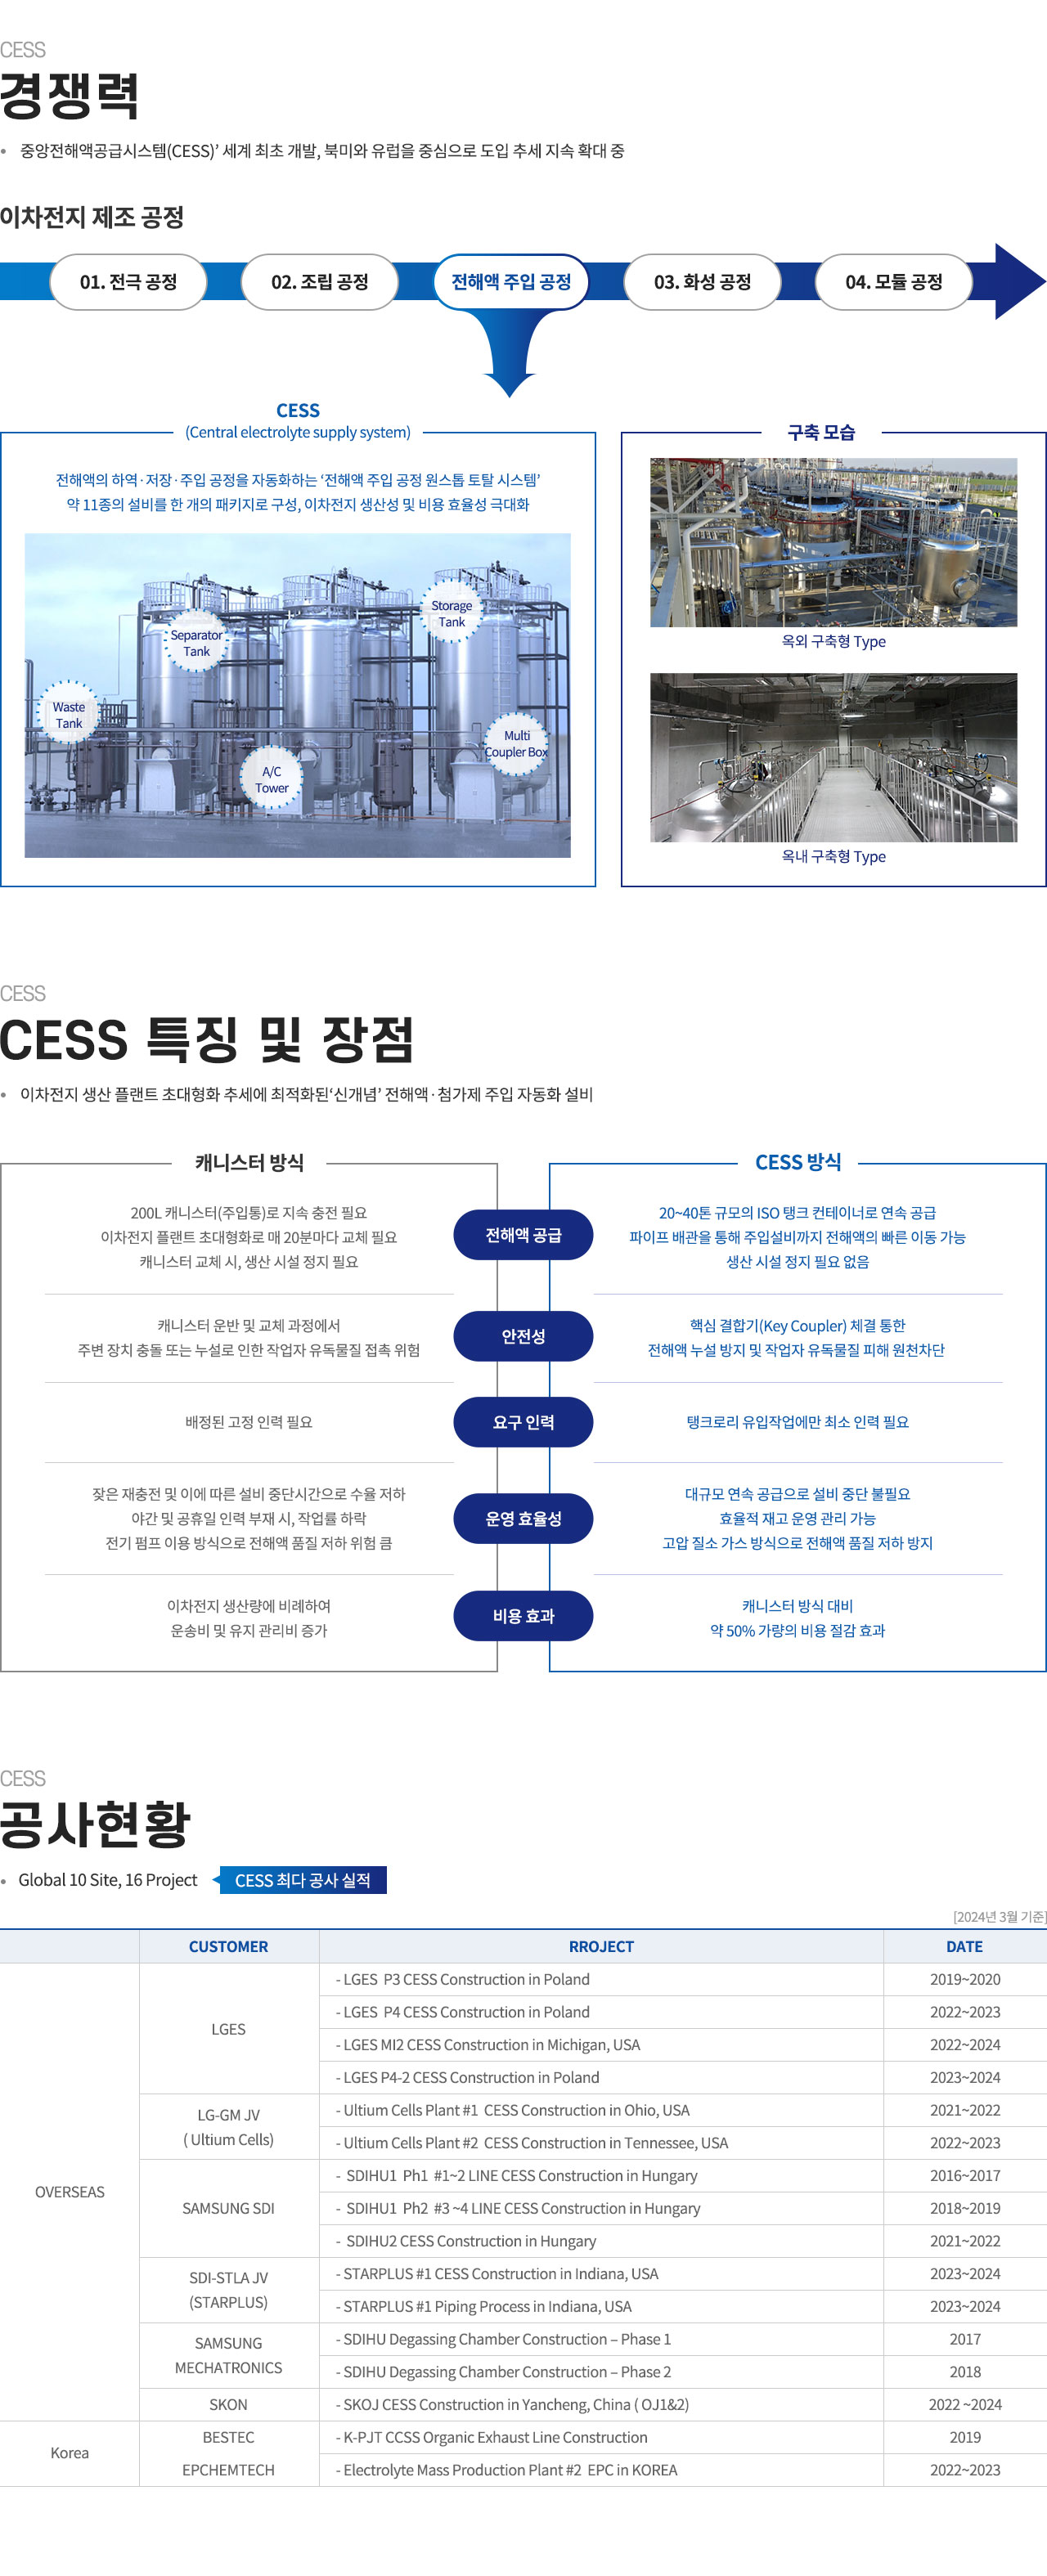 CESS
경쟁력
• 중앙전해액공급시스템(CESS)’ 세계 최초 개발, 북미와 유럽을 중심으로 도입 추세 지속 확대 중
이차전지 제조 공정
01. 전극 공정
02. 조립 공정
전해액 주입 공정
03. 화성 공정
04. 모듈 공정
CESS
(Central electrolyte supply system)
전해액의 하역·저장·주입 공정을 자동화하는 ‘전해액 주입 공정 원스톱 토탈 시스템’
약 11종의 설비를 한 개의 패키지로 구성, 이차전지 생산성 및 비용 효율성 극대화
Storage
Tank
Separator
Tank
Waste
Tank
Multi
Coupler Box
A/C
Tower
구축 모습
옥외 구축형 Type
옥내 구축형 Type
CESS
CESS 특징 및 장점
• 이차전지 생산 플랜트 초대형화 추세에 최적화된‘신개념’ 전해액·첨가제 주입 자동화 설비
캐니스터 방식
CESS 방식
200L 캐니스터(주입통)로 지속 충전 필요
이차전지 플랜트 초대형화로 매 20분마다 교체 필요
캐니스터 교체 시, 생산 시설 정지 필요
전해액 공급
20~40톤 규모의 ISO 탱크 컨테이너로 연속 공급
파이프 배관을 통해 주입설비까지 전해액의 빠른 이동 가능
생산 시설 정지 필요 없음
캐니스터 운반 및 교체 과정에서
주변 장치 충돌 또는 누설로 인한 작업자 유독물질 접촉 위험
안전성
핵심 결합기(Key Coupler) 체결 통한
전해액 누설 방지 및 작업자 유독물질 피해 원천차단
배정된 고정 인력 필요
요구 인력
탱크로리 유입작업에만 최소 인력 필요
잦은 재충전 및 이에 따른 설비 중단시간으로 수율 저하
야간 및 공휴일 인력 부재 시, 작업률 하락
전기 펌프 이용 방식으로 전해액 품질 저하 위험 큼
운영 효율성
대규모 연속 공급으로 설비 중단 불필요
효율적 재고 운영 관리 가능
고압 질소 가스 방식으로 전해액 품질 저하 방지
이차전지 생산량에 비례하여
운송비 및 유지 관리비 증가
비용 효과
캐니스터 방식 대비
약 50% 가량의 비용 절감 효과
CESS
공사현황
• Global 10 Site, 16 Project
CESS 최다 공사 실적
[2024년 3월 기준]
CUSTOMER RROJECT DATE
OVERSEAS
LGES
- LGES P3 CESS Construction in Poland 2019~2020
- LGES P4 CESS Construction in Poland 2022~2023
- LGES MI2 CESS Construction in Michigan, USA 2022~2024
- LGES P4-2 CESS Construction in Poland 2023~2024
LG-GM JV
( Ultium Cells)
- Ultium Cells Plant #1 CESS Construction in Ohio, USA 2021~2022
- Ultium Cells Plant #2 CESS Construction in Tennessee, USA 2022~2023
SAMSUNG SDI
- SDIHU1 Ph1 #1~2 LINE CESS Construction in Hungary 2016~2017
- SDIHU1 Ph2 #3 ~4 LINE CESS Construction in Hungary 2018~2019
- SDIHU2 CESS Construction in Hungary 2021~2022
SDI-STLA JV
(STARPLUS)
- STARPLUS #1 CESS Construction in Indiana, USA 2023~2024
- STARPLUS #1 Piping Process in Indiana, USA 2023~2024
SAMSUNG
MECHATRONICS
- SDIHU Degassing Chamber Construction – Phase 1 2017
- SDIHU Degassing Chamber Construction – Phase 2 2018
SKON - SKOJ CESS Construction in Yancheng, China ( OJ1&2) 2022 ~2024
Korea
BESTEC - K-PJT CCSS Organic Exhaust Line Construction 2019
EPCHEMTECH - Electrolyte Mass Production Plant #2 EPC in KOREA 2022~2023